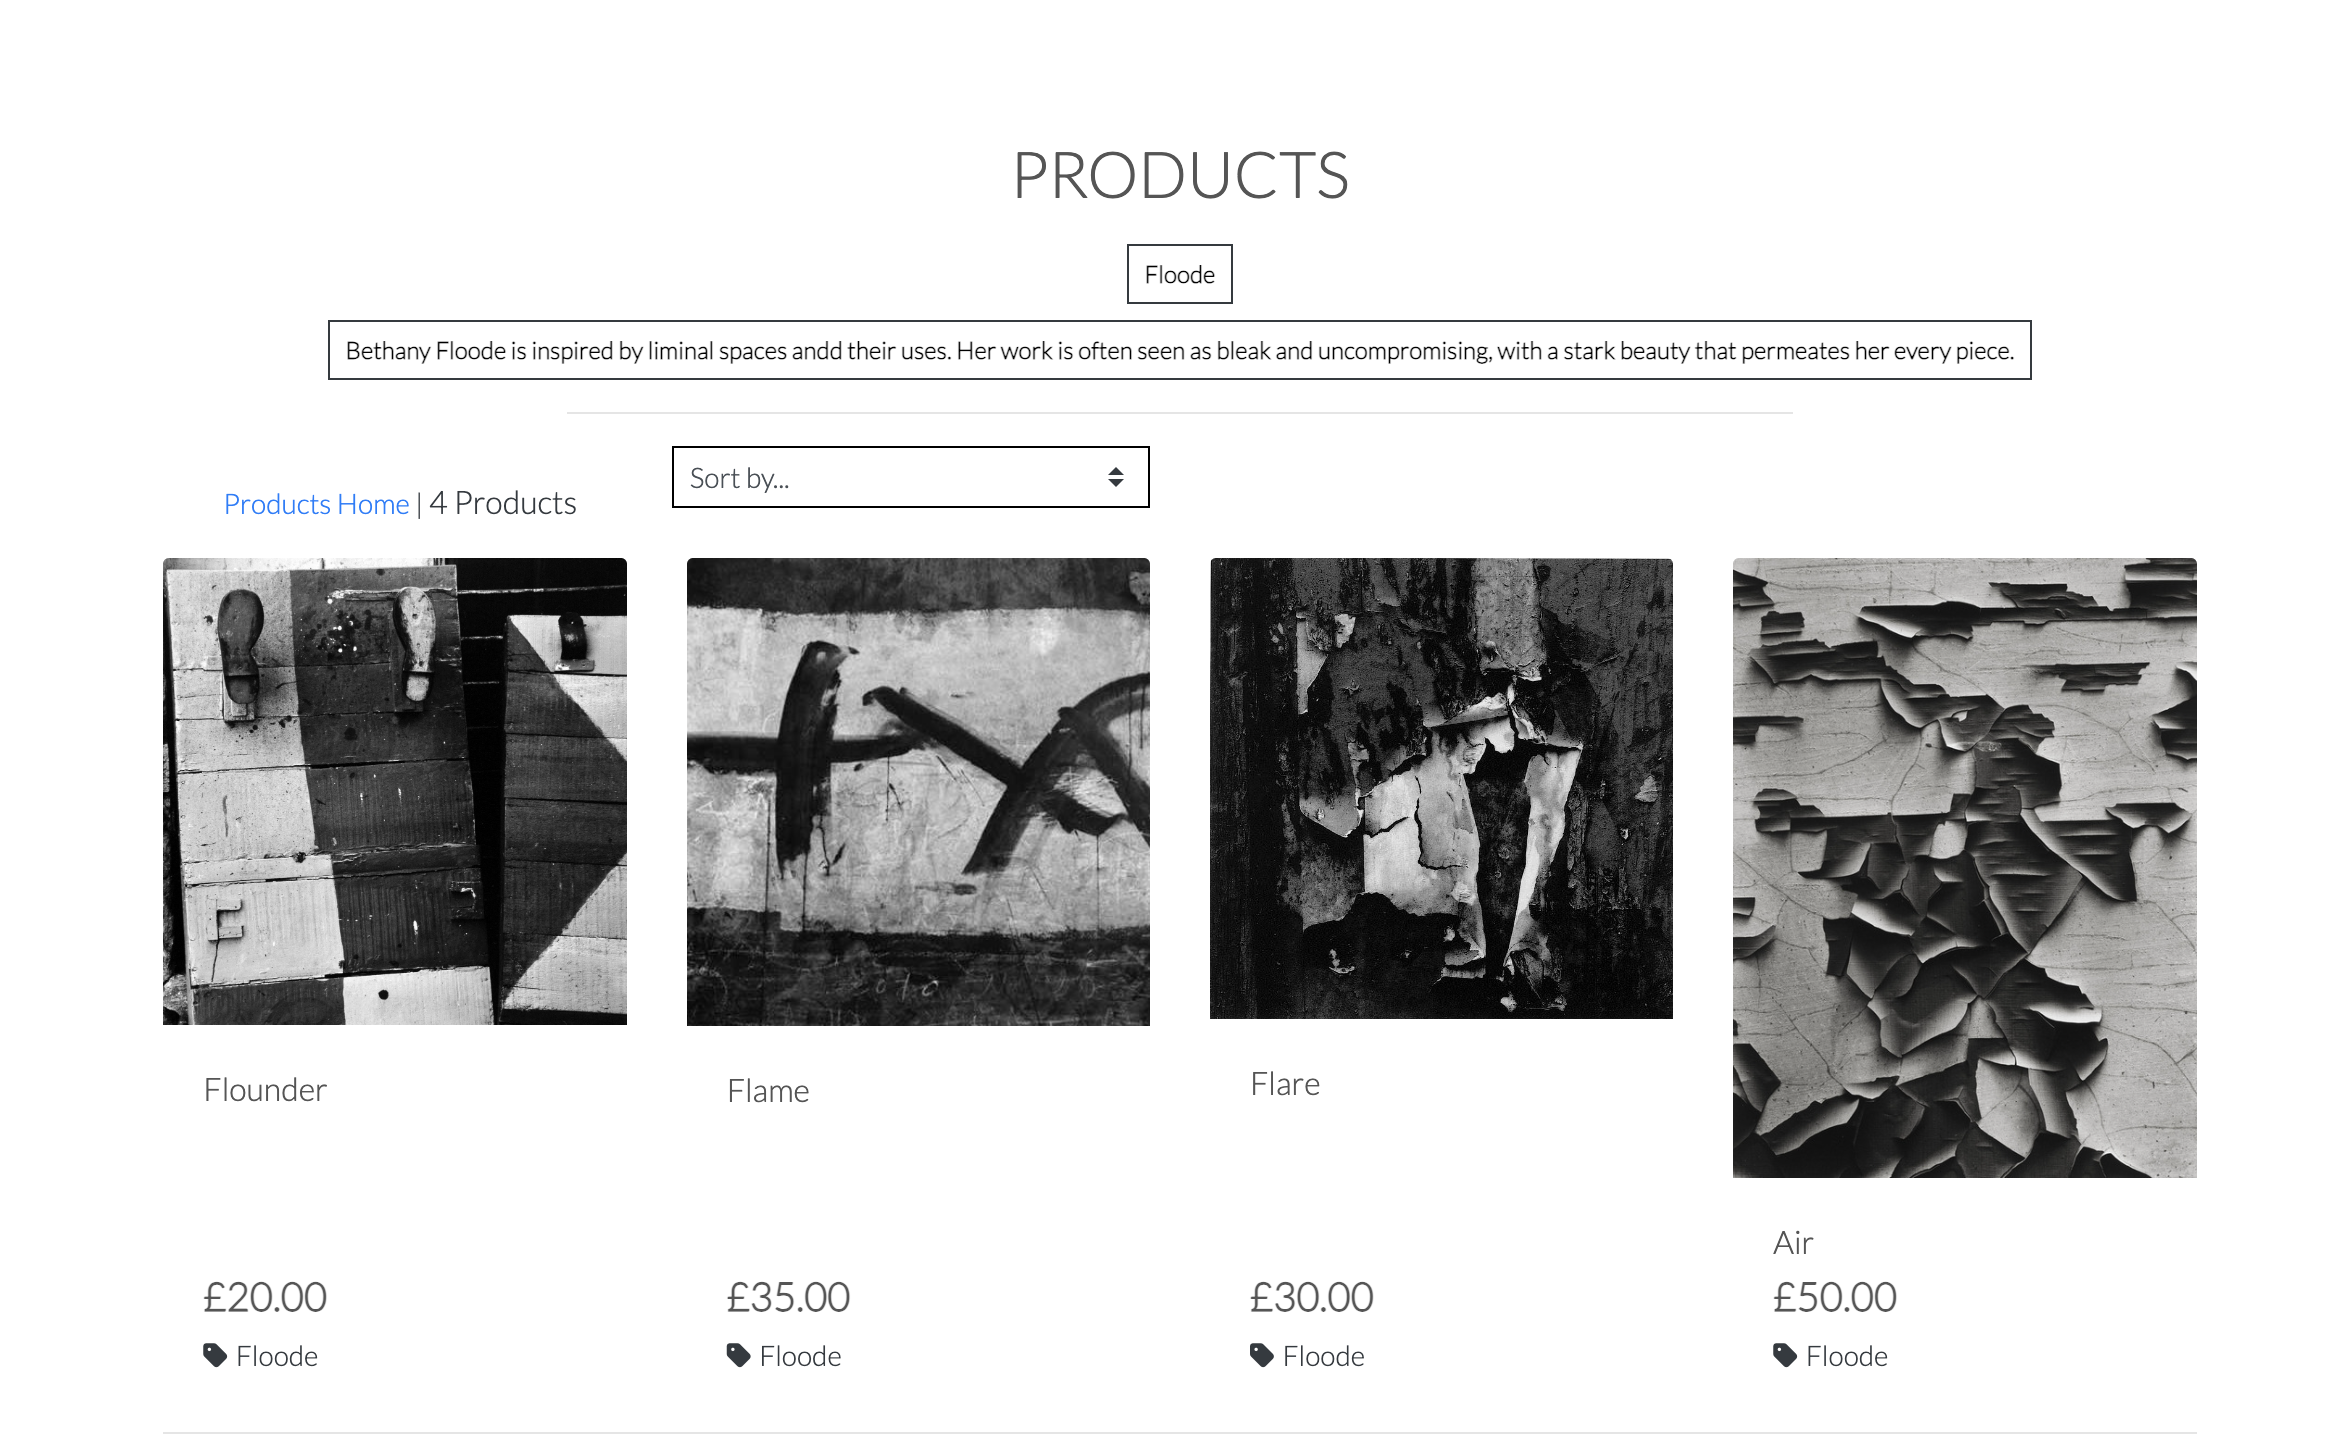 PRODUCTS
Floode
Bethany Floode is inspired by liminal spaces andd their uses. Her work is often seen as bleak and uncompromising, with a stark beauty that permeates her every piece.
Sort by...
Products Home | 4 Products
Flounder
Flame
Flare
Air
£20.00
£35.00
£30.00
£50.00
Floode
Floode
Floode
Floode